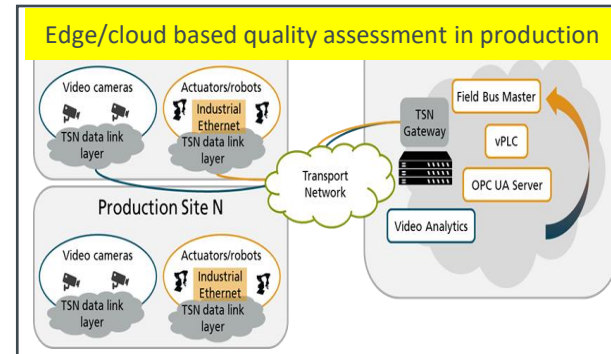 Edge/cloud based quality assessment in production
Video cameras
TSN data link
layer
Actuators/robots
Industrial
Ethernet
TSN data link
layer
Production Site N
Video cameras
TSN data link
layer
Actuators/robots
Industrial
Ethernet
TSN data link
layer
Transport
Network
TSN
Gateway
Field Bus Master
vPLC
OPC UA Server
Video Analytics